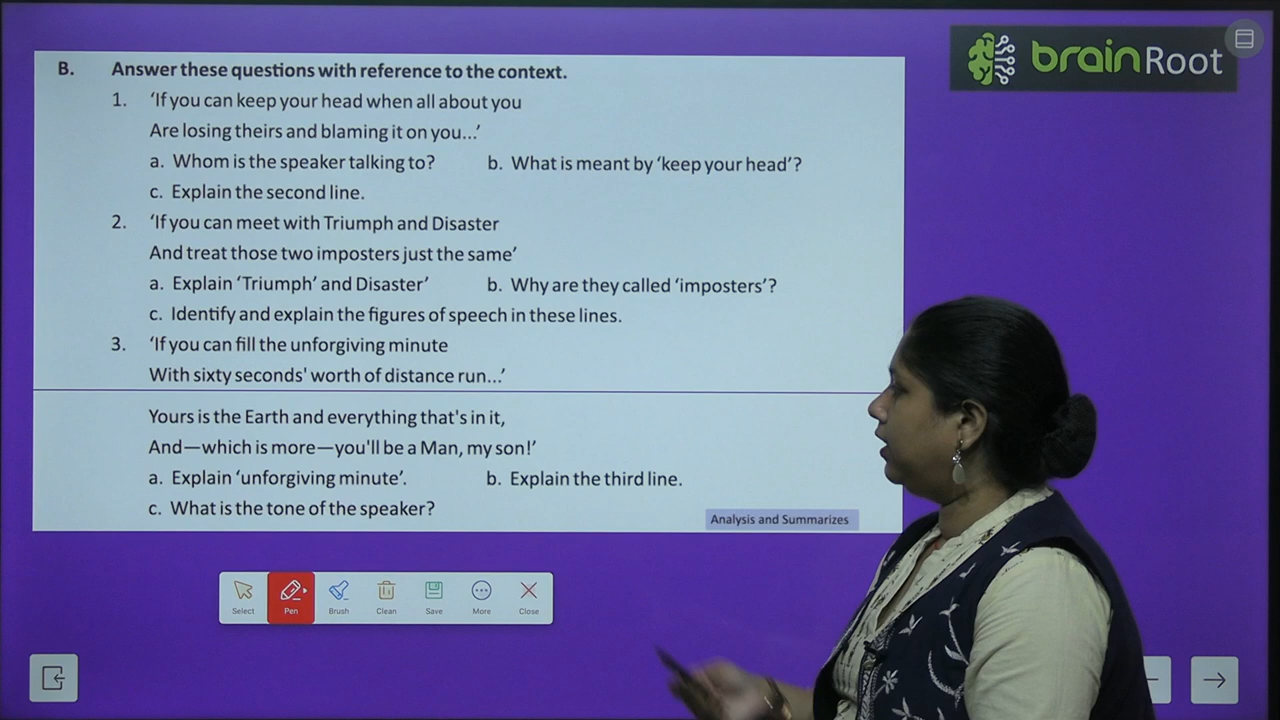 brainRoot
B. Answer these questions with reference to the context.
1. ‘If you can keep your head when all about you
Are losing theirs and blaming it on you...’
a. Whom is the speaker talking to? b. What is meant by ‘keep your head’?
c. Explain the second line.
2. ‘If you can meet with Triumph and Disaster
And treat those two imposters just the same’
a. Explain ‘Triumph’ and Disaster’ b. Why are they called ‘imposters’?
c. Identify and explain the figures of speech in these lines.
3. ‘If you can fill the unforgiving minute
With sixty seconds' worth of distance run...’
Yours is the Earth and everything that's in it,
And—which is more—you'll be a Man, my son!’
a. Explain ‘unforgiving minute’. b. Explain the third line.
c. What is the tone of the speaker?
Analysis and Summarizes
Select Pen Brush Clean Save More Close